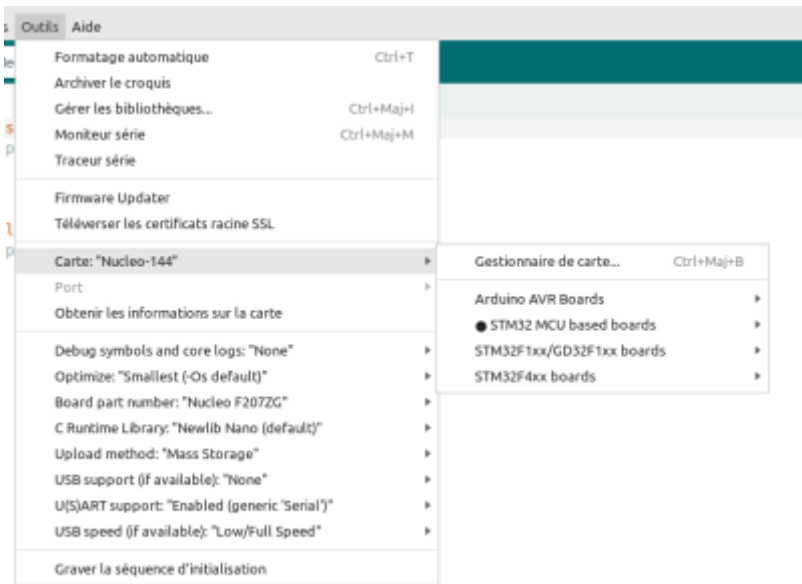 s Outils Aide
Formatage automatique Ctrl+T
Archiver le croquis
Gérer les bibliothèques... Ctrl+Maj+I
Moniteur série Ctrl+Maj+M
Traceur série
Firmware Updater
Téléverser les certificats racine SSL
Carte: "Nucleo-144"
Port
Obtenir les informations sur la carte
Debug symbols and core logs: "None"
Optimize: "Smallest (-Os default)"
Board part number: "Nucleo F207ZG"
C Runtime Library: "Newlib Nano (default)"
Upload method: "Mass Storage"
USB support (if available): "None"
U(S)ART support: "Enabled (generic 'Serial')"
USB speed (if available): "Low/Full Speed"
Graver la séquence d'initialisation
Gestionnaire de carte... Ctrl+Maj+B
Arduino AVR Boards
STM32 MCU based boards
STM32F1xx/GD32F1xx boards
STM32F4xx boards